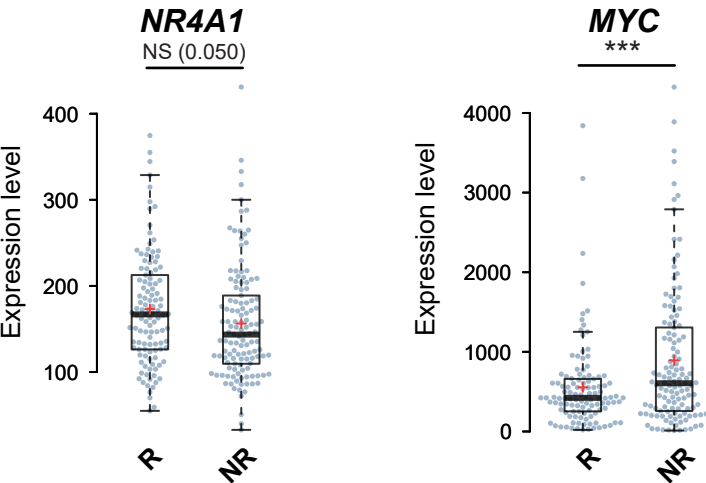 NR4A1
NS (0.050)
Expression level
400
300
200
100
R
NR
MYC
***
Expression level
4000
3000
2000
1000
0
R
NR